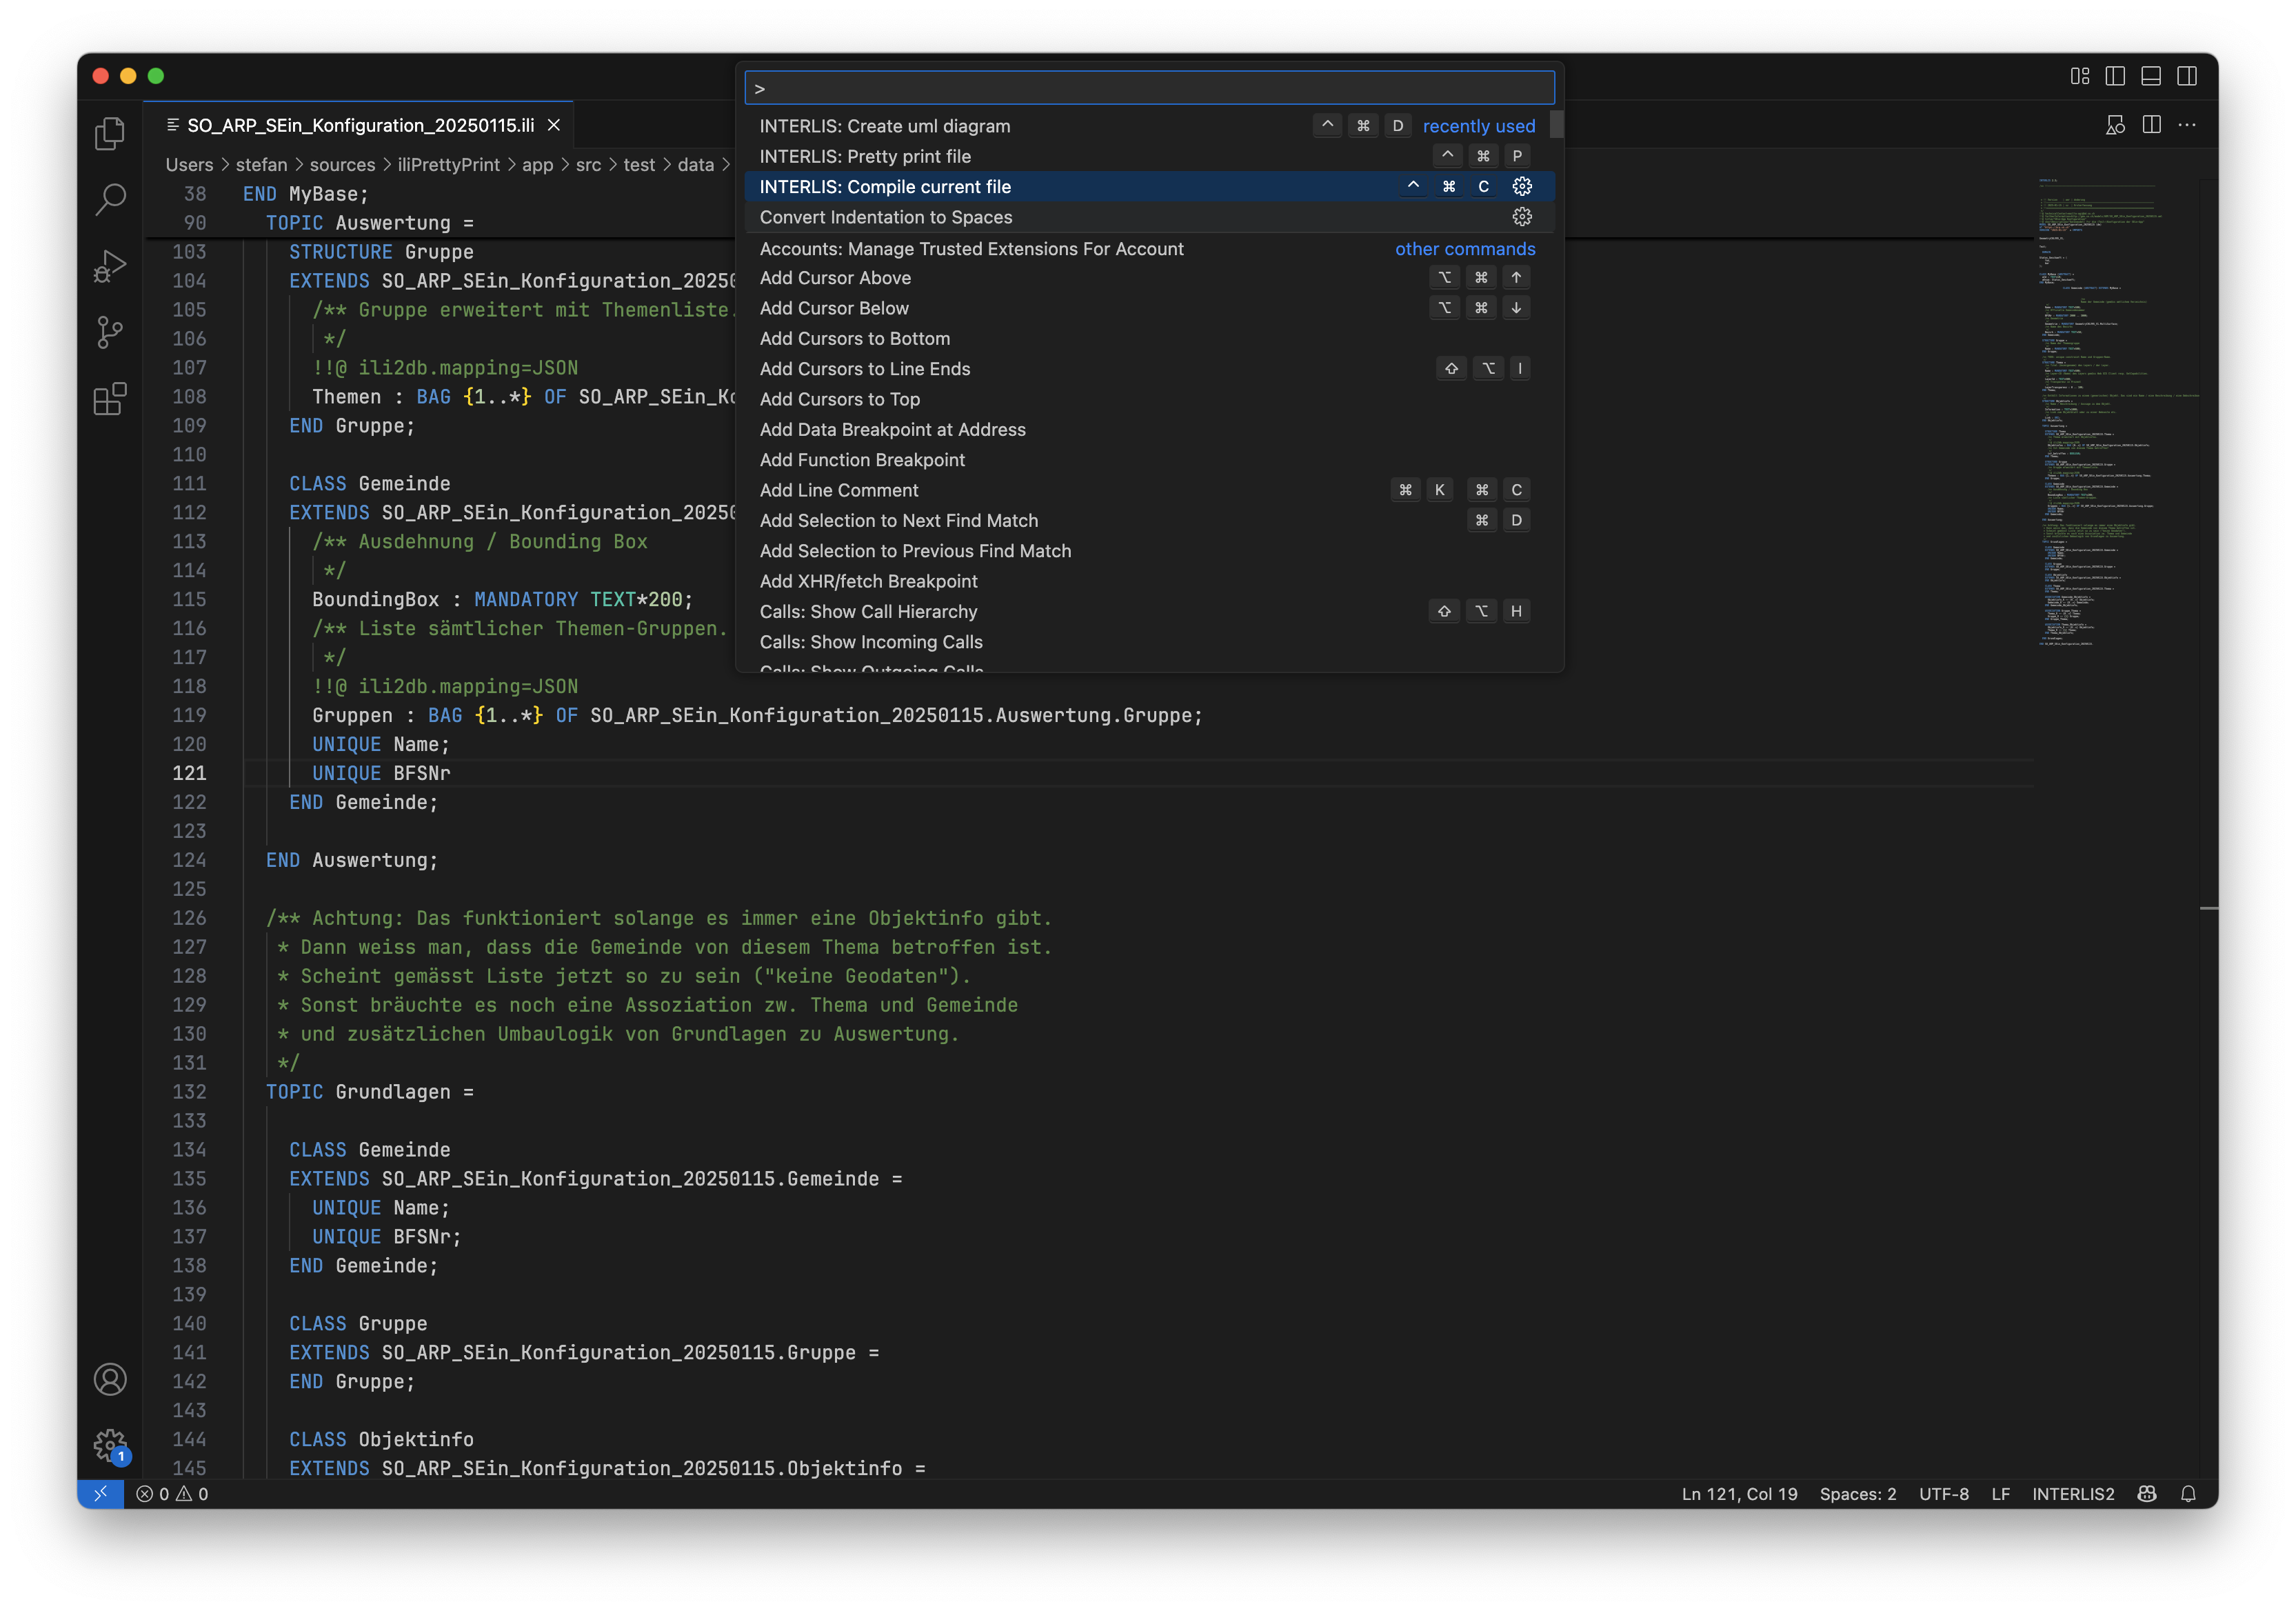 SO_ARP_SEin_Konfiguration_20250115.ili
Users > stefan > sources > iliPrettyPrint > app > src > test > data >
>
INTERLIS: Create uml diagram ^ ⌘ D recently used
INTERLIS: Pretty print file ^ ⌘ P
INTERLIS: Compile current file ^ ⌘ C
Convert Indentation to Spaces
Accounts: Manage Trusted Extensions For Account other commands
Add Cursor Above ⌥ ⌘ ↑
Add Cursor Below ⌥ ⌘ ↓
Add Cursors to Bottom
Add Cursors to Line Ends ⇧ ⌥ I
Add Cursors to Top
Add Data Breakpoint at Address
Add Function Breakpoint
Add Line Comment ⌘ K ⌘ C
Add Selection to Next Find Match ⌘ D
Add Selection to Previous Find Match
Add XHR/fetch Breakpoint
Calls: Show Call Hierarchy ⇧ ⌥ H
Calls: Show Incoming Calls
Calls: Show Outgoing Calls
38 END MyBase;
90 TOPIC Auswertung =
103 STRUCTURE Gruppe
104 EXTENDS SO_ARP_SEin_Konfiguration_20250
105 /** Gruppe erweitert mit Themenliste.
106 */
107 !!@ ili2db.mapping=JSON
108 Themen : BAG {1..*} OF SO_ARP_SEin_Ko
109 END Gruppe;
110
111 CLASS Gemeinde
112 EXTENDS SO_ARP_SEin_Konfiguration_20250
113 /** Ausdehnung / Bounding Box
114 */
115 BoundingBox : MANDATORY TEXT*200;
116 /** Liste sämtlicher Themen-Gruppen.
117 */
118 !!@ ili2db.mapping=JSON
119 Gruppen : BAG {1..*} OF SO_ARP_SEin_Konfiguration_20250115.Auswertung.Gruppe;
120 UNIQUE Name;
121 UNIQUE BFSNr
122 END Gemeinde;
123
124 END Auswertung;
125
126 /** Achtung: Das funktioniert solange es immer eine Objektinfo gibt.
127 * Dann weiss man, dass die Gemeinde von diesem Thema betroffen ist.
128 * Scheint gemässt Liste jetzt so zu sein ("keine Geodaten").
129 * Sonst bräuchte es noch eine Assoziation zw. Thema und Gemeinde
130 * und zusätzlichen Umbaulogik von Grundlagen zu Auswertung.
131 */
132 TOPIC Grundlagen =
133
134 CLASS Gemeinde
135 EXTENDS SO_ARP_SEin_Konfiguration_20250115.Gemeinde =
136 UNIQUE Name;
137 UNIQUE BFSNr;
138 END Gemeinde;
139
140 CLASS Gruppe
141 EXTENDS SO_ARP_SEin_Konfiguration_20250115.Gruppe =
142 END Gruppe;
143
144 CLASS Objektinfo
145 EXTENDS SO_ARP_SEin_Konfiguration_20250115.Objektinfo =
1
0 0 Ln 121, Col 19 Spaces: 2 UTF-8 LF INTERLIS2